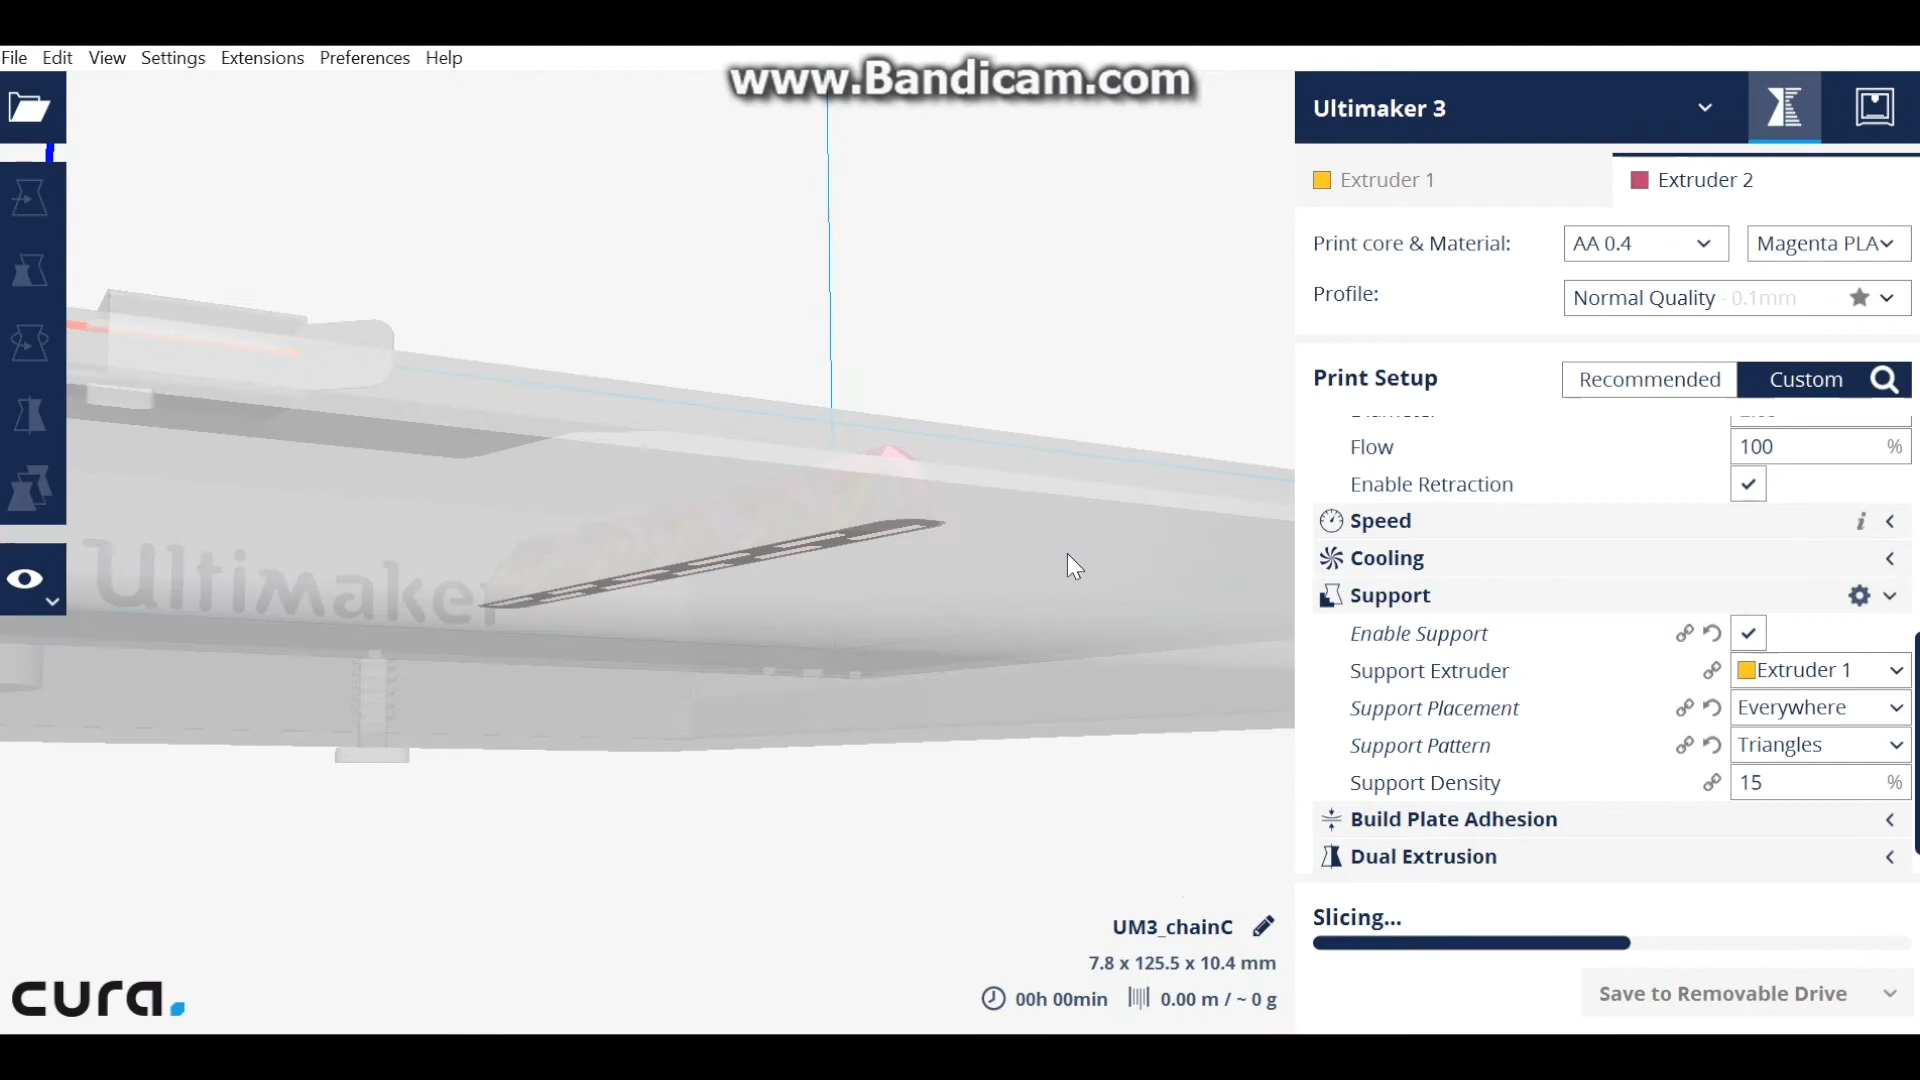 www.Bandicam.com
File Edit View Settings Extensions Preferences Help
Ultimaker 3
Extruder 1 Extruder 2
Print core & Material: AA 0.4 Magenta PLA
Profile: Normal Quality - 0.1mm
Print Setup Recommended Custom
Flow 100 %
Enable Retraction
Speed i
Cooling
Support
Enable Support
Support Extruder Extruder 1
Support Placement Everywhere
Support Pattern Triangles
Support Density 15 %
Build Plate Adhesion
Dual Extrusion
Ultimaker
UM3_chainC
7.8 x 125.5 x 10.4 mm
00h 00min 0.00 m / ~ 0 g
Slicing...
Save to Removable Drive
cura.